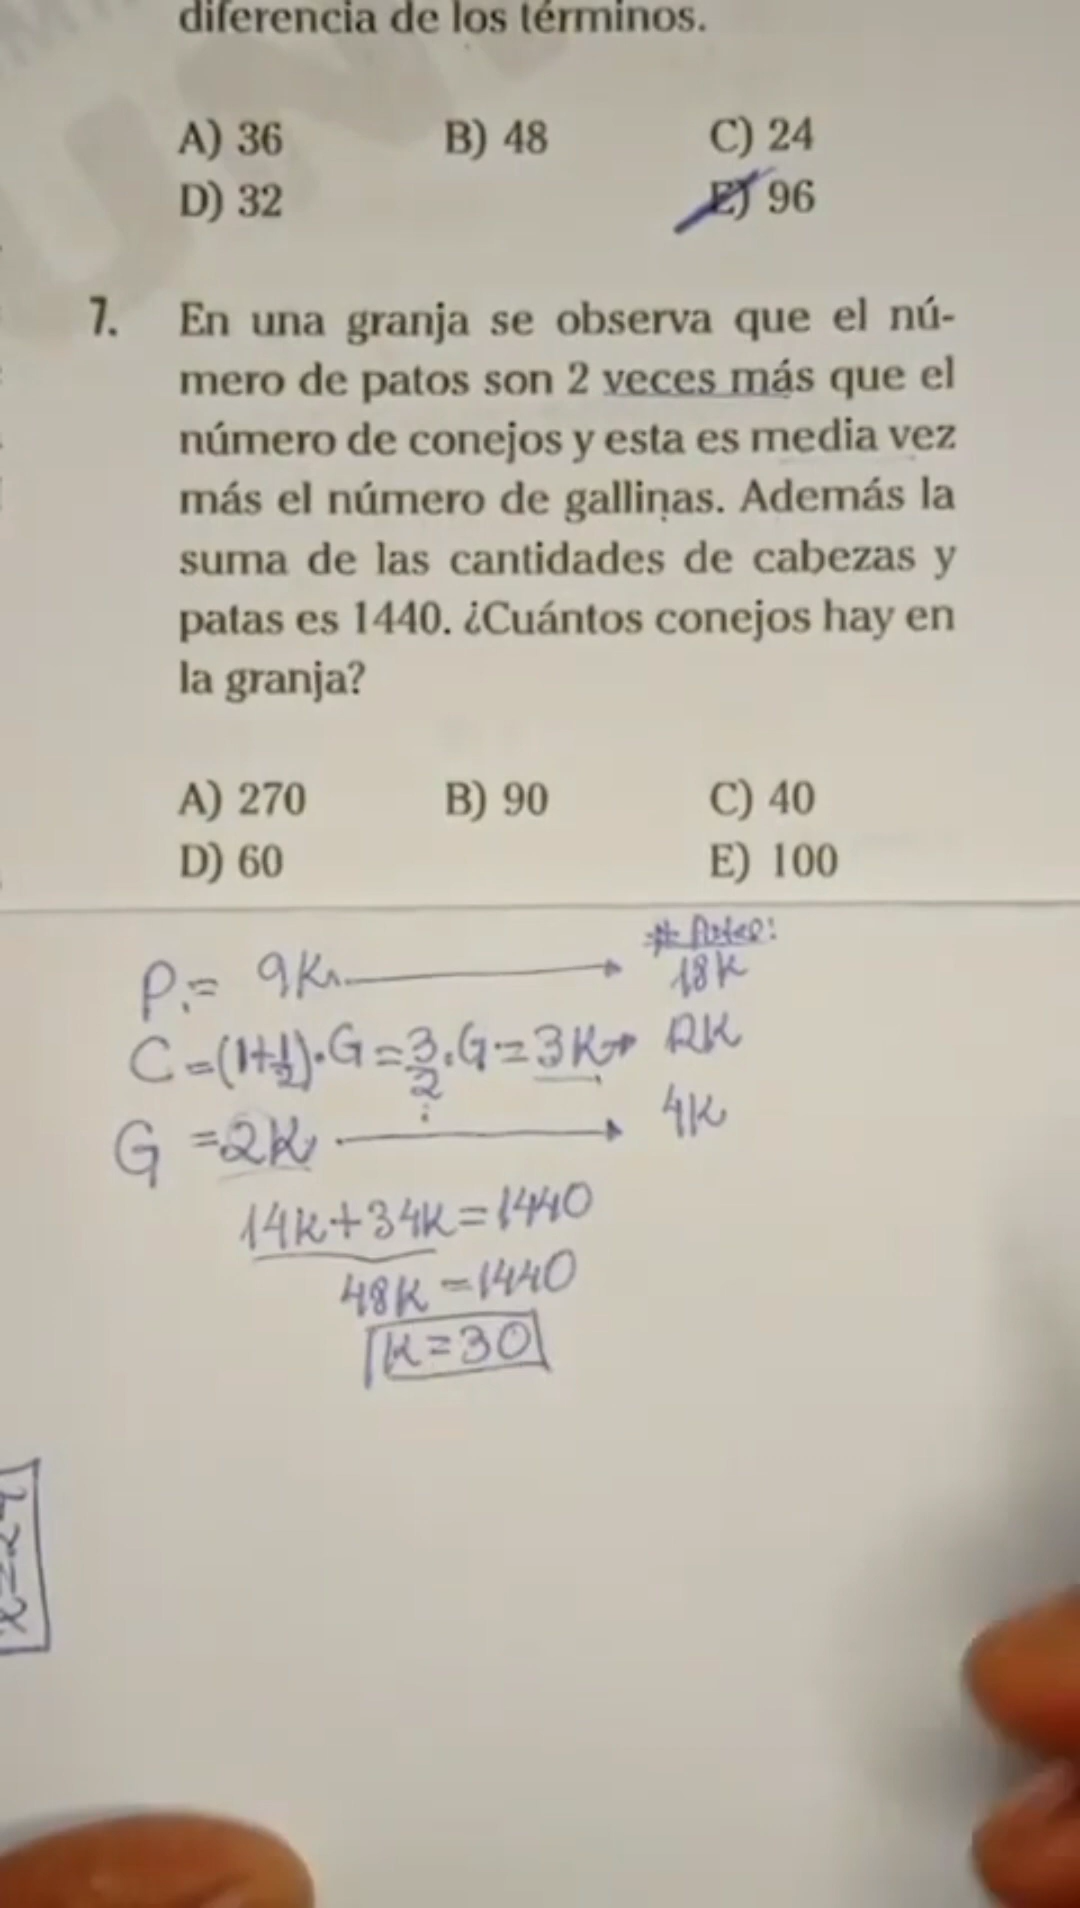 diferencia de los términos.
A) 36 B) 48 C) 24
D) 32 E) 96
7. En una granja se observa que el nú-
mero de patos son 2 veces más que el
número de conejos y esta es media vez
más el número de gallinas. Además la
suma de las cantidades de cabezas y
patas es 1440. ¿Cuántos conejos hay en
la granja?
A) 270 B) 90 C) 40
D) 60 E) 100
# Patas:
P = 9K → 18K
C = (1+1/2)·G = 3/2·G = 3K → 12K
G = 2K → 4K
14K+34K=1440
48K=1440
K=30